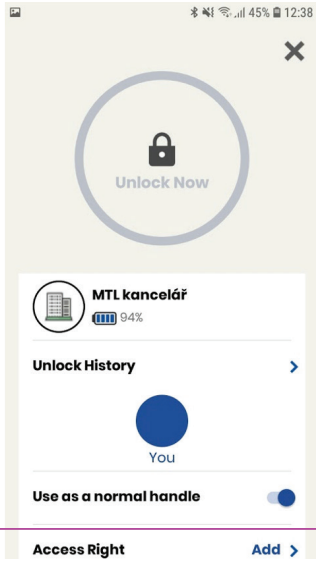 45% 12:38
Unlock Now
MTL kancelář
94%
Unlock History
You
Use as a normal handle
Access Right Add